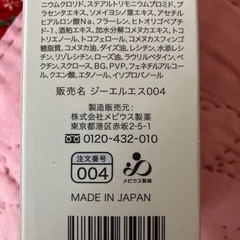 ニウムクロリド、ステアルトリモニウムブロミド、
ラセンタエキス、ソメイヨシノ葉エキス、アセチル
ヒアルロン酸Na、フラーレン、ヒトオリゴペプチ
ド-1、酒粕エキス、加水分解コメヌカエキス、ト
コトリエノール、トコフェロール、コメヌカスフィンゴ
糖脂質、コメヌカ油、ダイズ油、レシチン、水添レシ
チン、リゾレシチン、ローズ油、ラウリルベタイン、ペ
ンチン、スクロース、BG、PVP、フェネチルアルコー
ル、クエン酸、エタノール、イソプロパノール
販売名 ジーエルエス004
製造販売元:
株式会社メビウス製薬
東京都港区赤坂2-5-1
0120-432-010
注文番号
004
メビウス製薬
MADE IN JAPAN